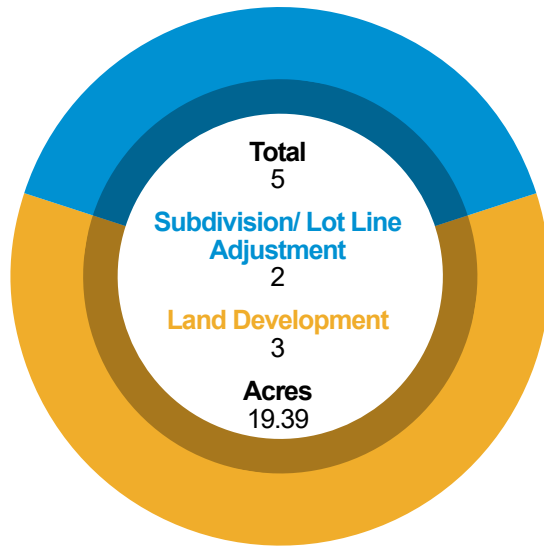 Total
5
Subdivision/ Lot Line
Adjustment
2
Land Development
3
Acres
19.39